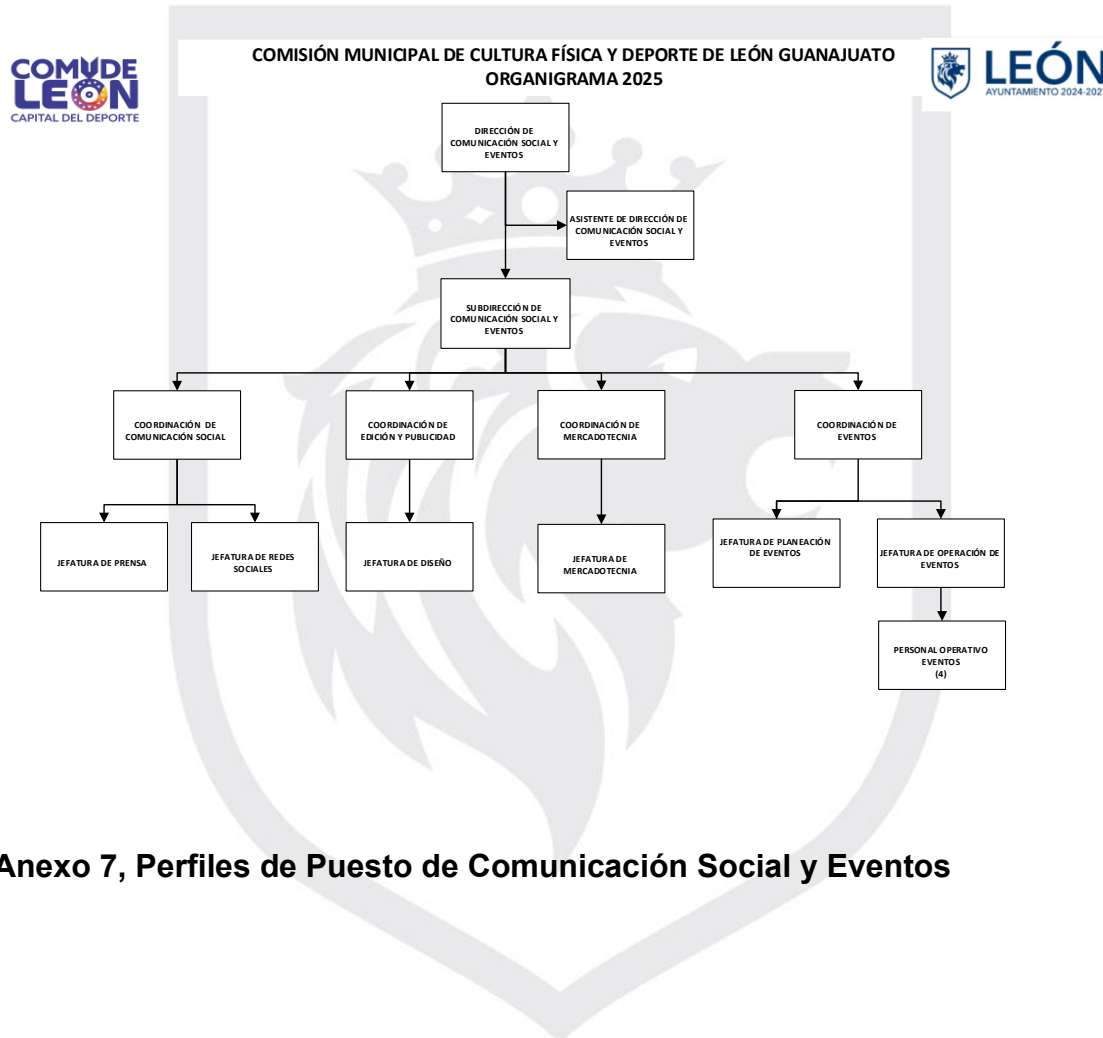 COMUDE
LEÓN
CAPITAL DEL DEPORTE
COMISIÓN MUNICIPAL DE CULTURA FÍSICA Y DEPORTE DE LEÓN GUANAJUATO
ORGANIGRAMA 2025
LEÓN
AYUNTAMIENTO 2024-202
DIRECCIÓN DE
COMUNICACIÓN SOCIAL Y
EVENTOS
ASISTENTE DE DIRECCIÓN DE
COMUNICACIÓN SOCIAL Y
EVENTOS
SUBDIRECCIÓN DE
COMUNICACIÓN SOCIAL Y
EVENTOS
COORDINACIÓN DE
COMUNICACIÓN SOCIAL
COORDINACIÓN DE
EDICIÓN Y PUBLICIDAD
COORDINACIÓN DE
MERCADOTECNIA
COORDINACIÓN DE
EVENTOS
JEFATURA DE PRENSA
JEFATURA DE REDES
SOCIALES
JEFATURA DE DISEÑO
JEFATURA DE
MERCADOTECNIA
JEFATURA DE PLANEACIÓN
DE EVENTOS
JEFATURA DE OPERACIÓN DE
EVENTOS
PERSONAL OPERATIVO
EVENTOS
(4)
Anexo 7, Perfiles de Puesto de Comunicación Social y Eventos